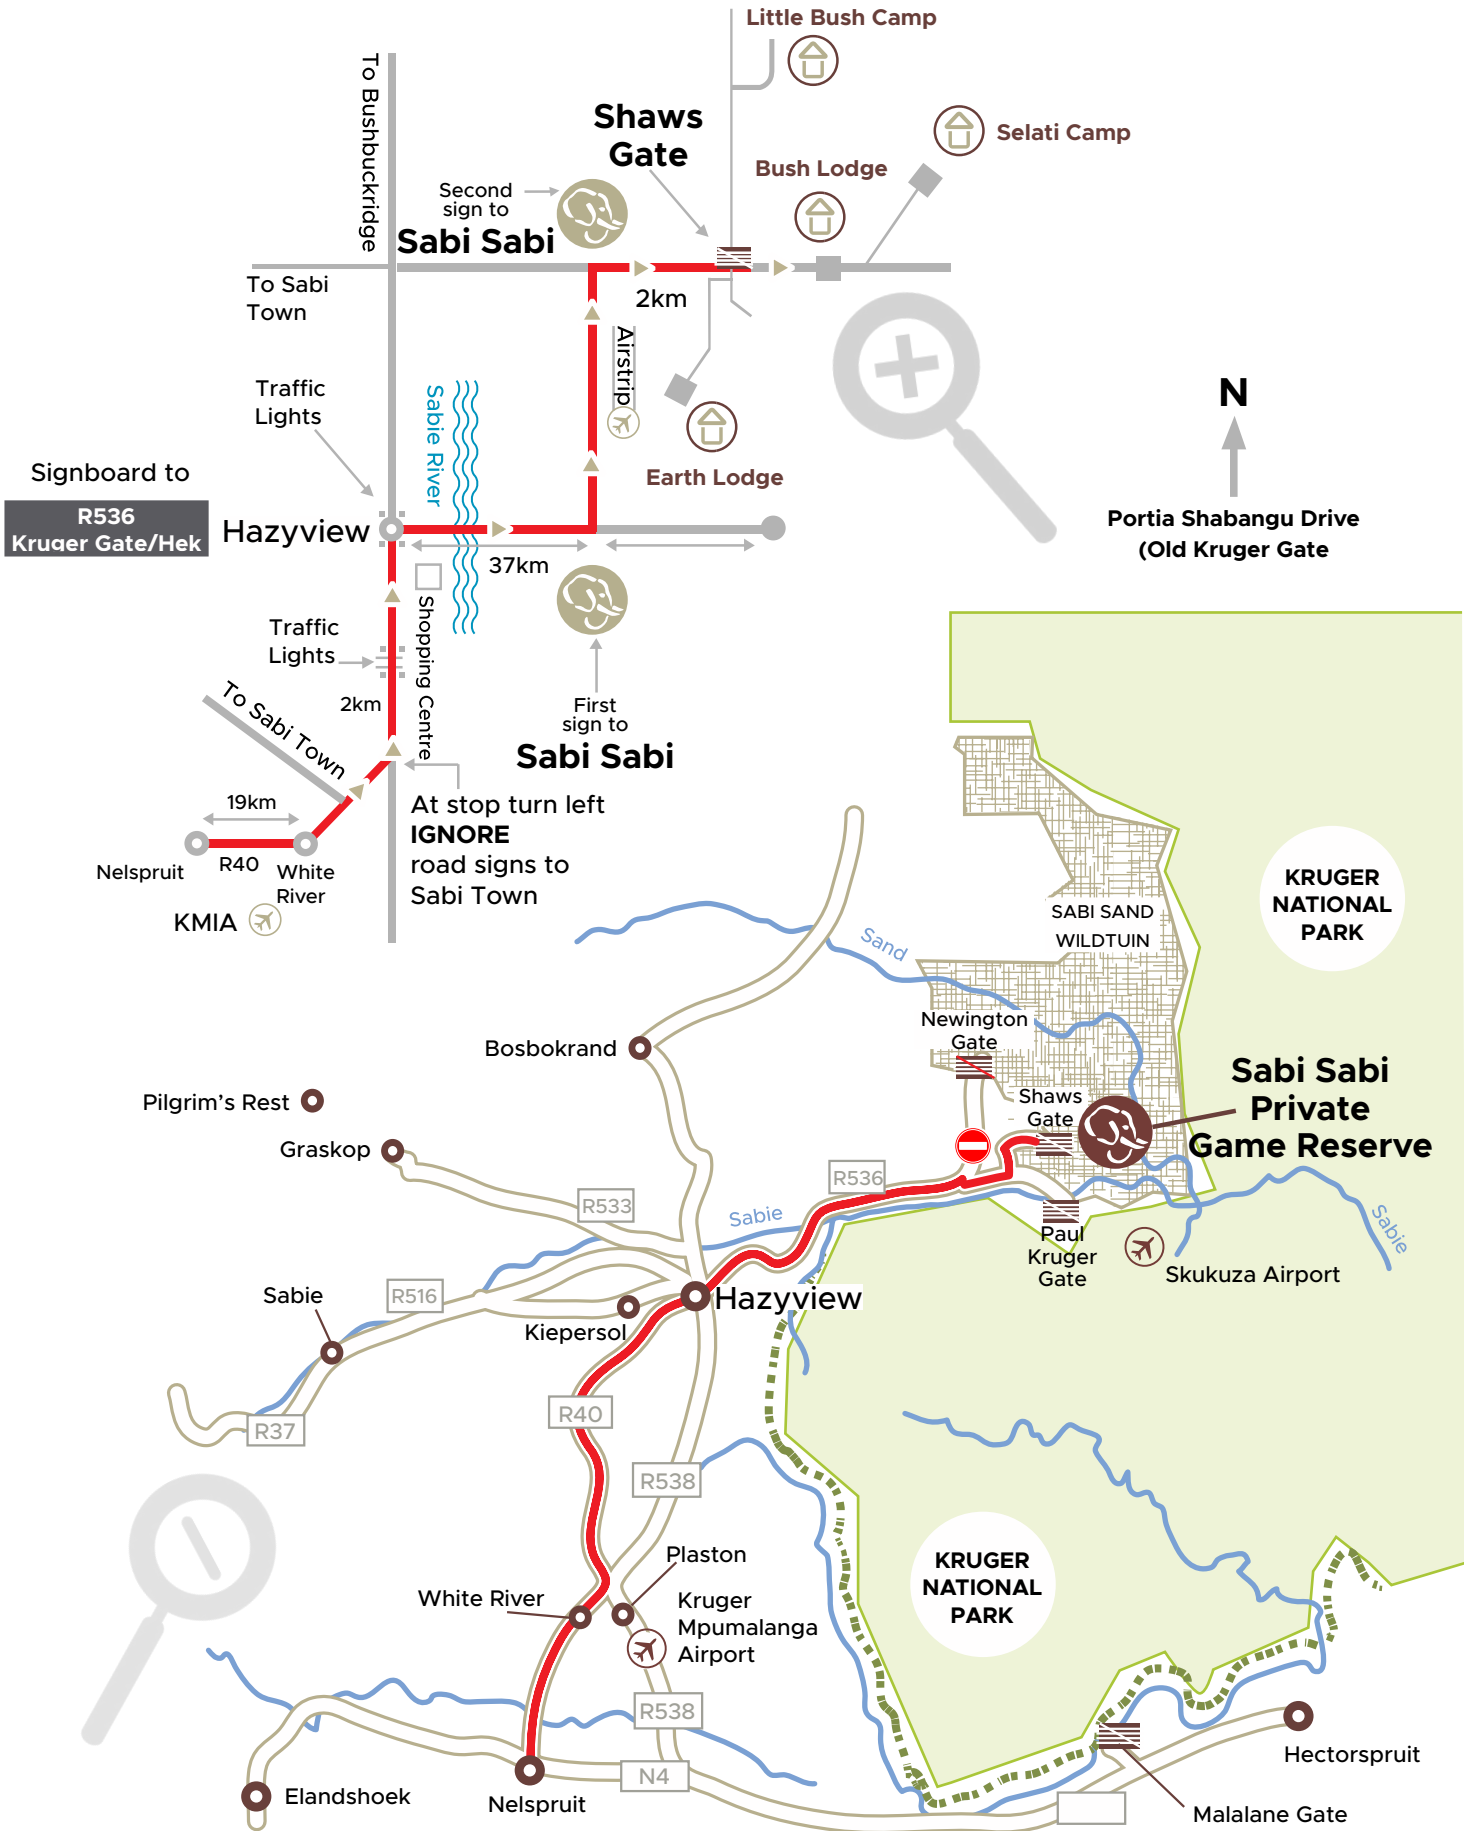 Little Bush Camp
To Bushbuckridge
Shaws
Gate
Selati Camp
Bush Lodge
Second
sign to
Sabi Sabi
To Sabi
Town
2km
Airstrip
Traffic
Lights
Sabie River
N
Earth Lodge
Signboard to
R536
Kruger Gate/Hek
Hazyview
Portia Shabangu Drive
(Old Kruger Gate
37km
Shopping Centre
Traffic
Lights
2km
To Sabi Town
First
sign to
Sabi Sabi
19km
At stop turn left
IGNORE
road signs to
Sabi Town
Nelspruit
R40
White
River
KMIA
KRUGER
NATIONAL
PARK
SABI SAND
WILDTUIN
Sand
Newington
Gate
Bosbokrand
Sabi Sabi
Private
Game Reserve
Pilgrim's Rest
Shaws
Gate
Graskop
R536
R533
Sabie
Sabie
Paul
Kruger
Gate
Skukuza Airport
Sabie
R516
Hazyview
Kiepersol
R40
R37
R538
KRUGER
NATIONAL
PARK
Plaston
White River
Kruger
Mpumalanga
Airport
R538
Hectorspruit
N4
Elandshoek
Nelspruit
Malalane Gate